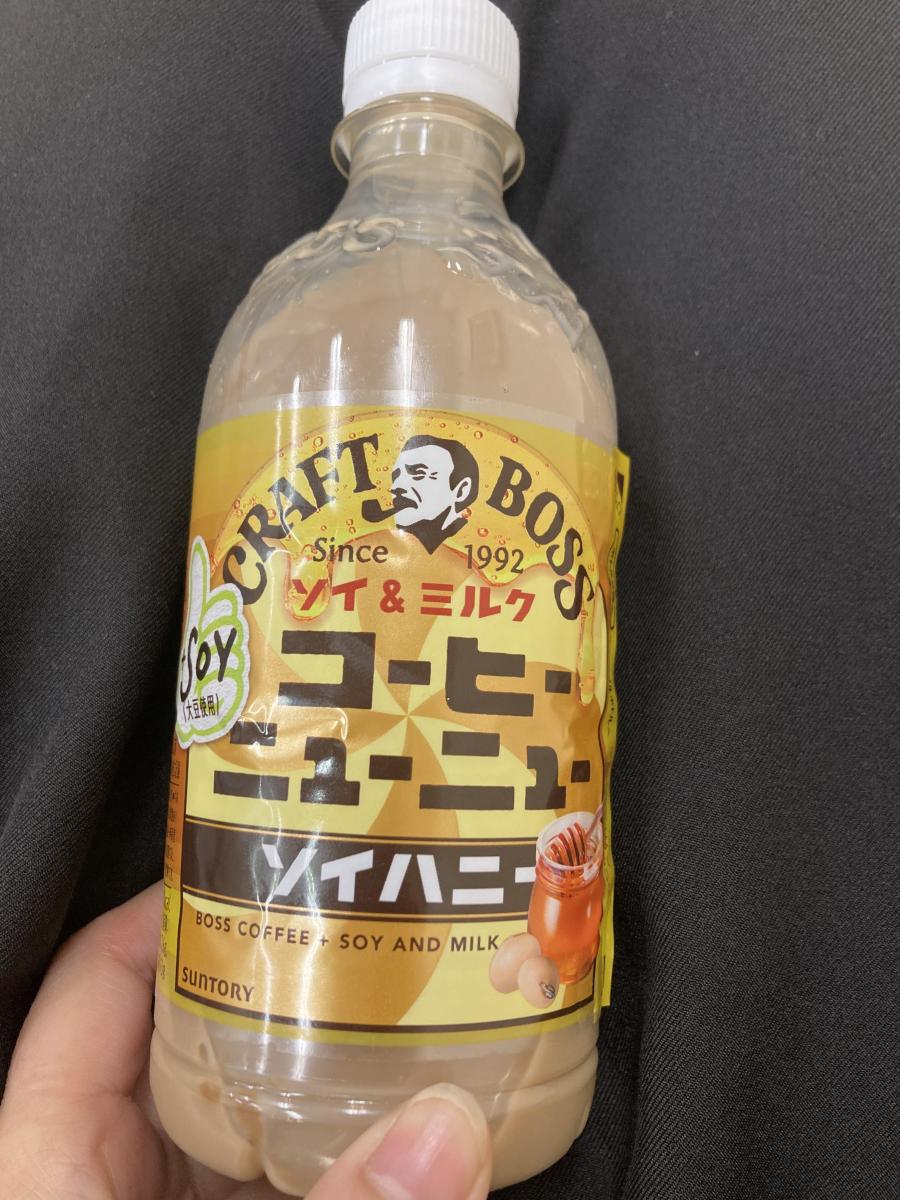 CRAFT BOSS
Since 1992
ソイ&ミルク
コーヒー
ニューニュー
SOY
大豆使用
ソイハニー
BOSS COFFEE + SOY AND MILK
SUNTORY